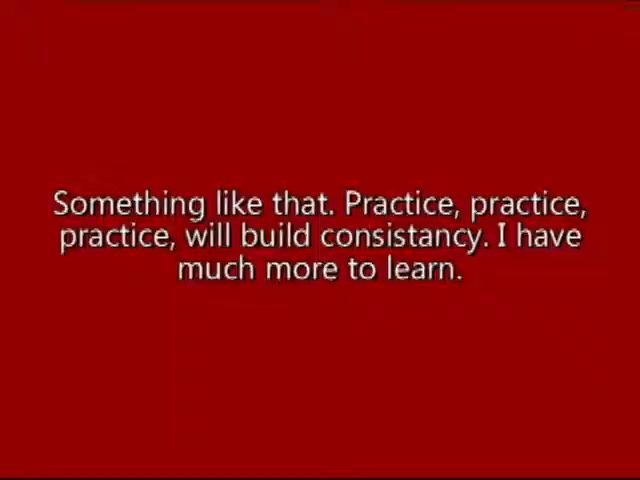 Something like that. Practice, practice,
practice, will build consistancy. I have
much more to learn.